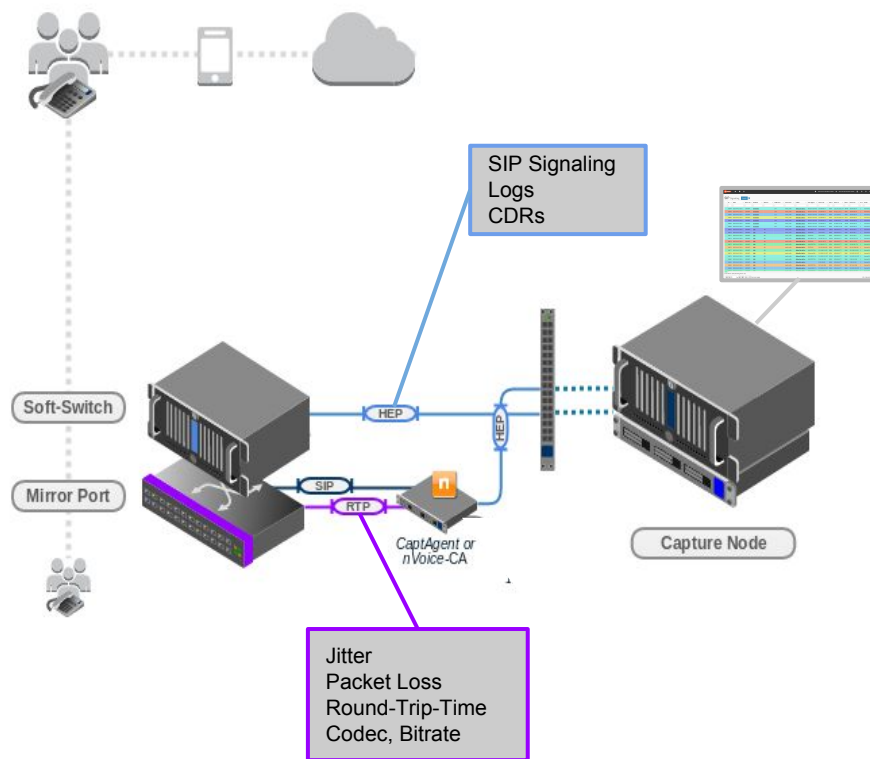 SIP Signaling
Logs
CDRs
Soft-Switch
HEP
HEP
Mirror Port
SIP
n
RTP
CaptAgent or
nVoice-CA
Capture Node
Jitter
Packet Loss
Round-Trip-Time
Codec, Bitrate